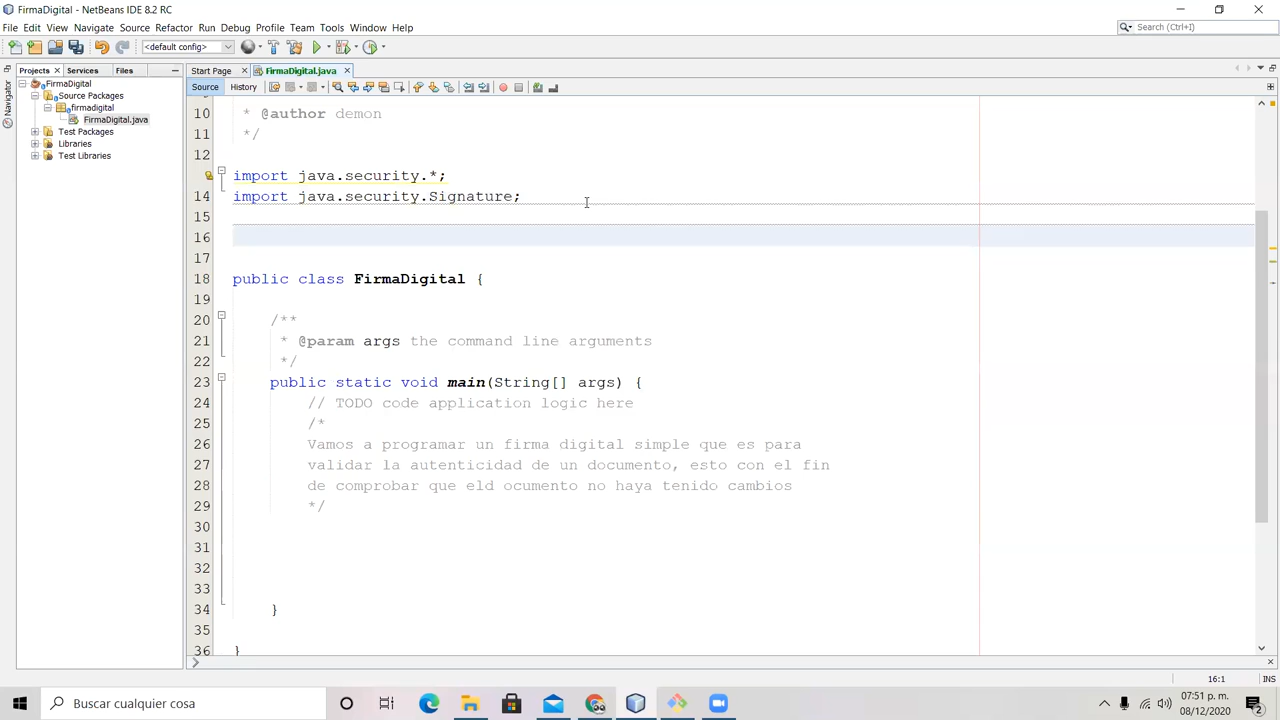 FirmaDigital - NetBeans IDE 8.2 RC
File Edit View Navigate Source Refactor Run Debug Profile Team Tools Window Help
Search (Ctrl+I)
<default config>
Projects Services Files
Start Page FirmaDigital.java
Navigator
FirmaDigital
Source Packages
firmadigital
FirmaDigital.java
Test Packages
Libraries
Test Libraries
Source History
10 * @author demon
11 */
12
import java.security.*;
14 import java.security.Signature;
15
16
17
18 public class FirmaDigital {
19
20 /**
21 * @param args the command line arguments
22 */
23 public static void main(String[] args) {
24 // TODO code application logic here
25 /*
26 Vamos a programar un firma digital simple que es para
27 validar la autenticidad de un documento, esto con el fin
28 de comprobar que eld ocumento no haya tenido cambios
29 */
30
31
32
33
34 }
35
36 }
16:1 INS
Buscar cualquier cosa
07:51 p. m.
08/12/2020
2